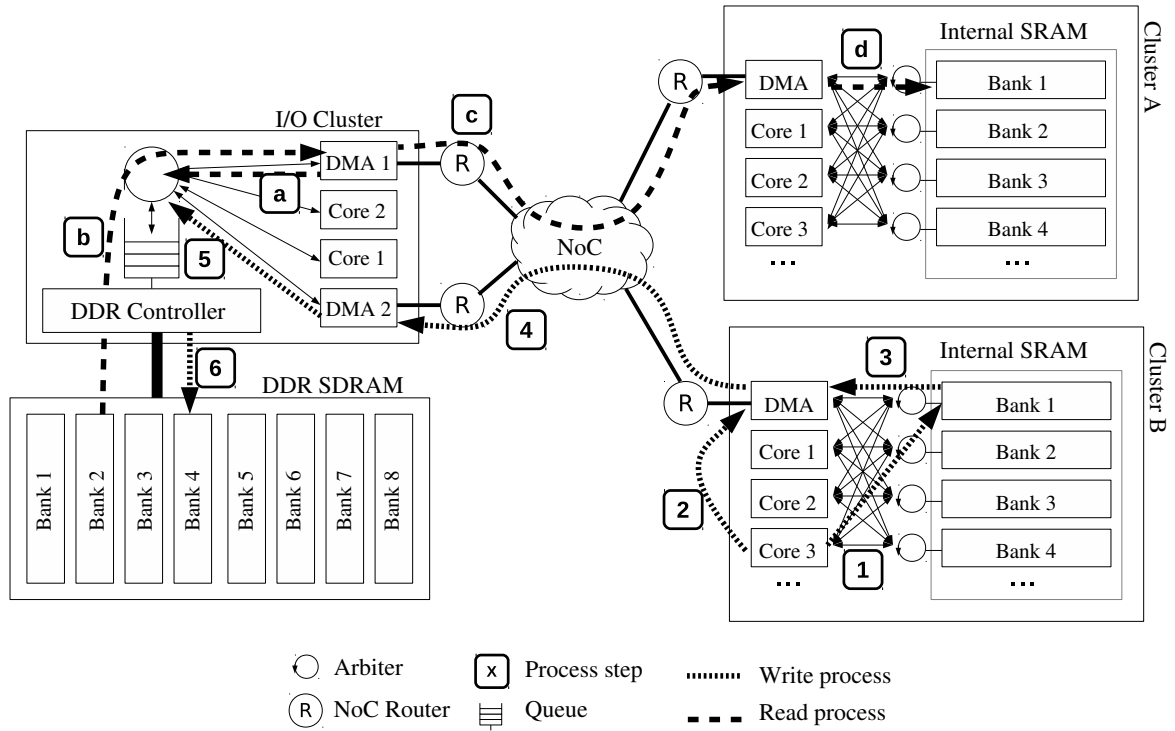 I/O Cluster
DMA 1
Core 2
Core 1
DMA 2
a
b
5
DDR Controller
6
DDR SDRAM
Bank 1
Bank 2
Bank 3
Bank 4
Bank 5
Bank 6
Bank 7
Bank 8
c
R
R
NoC
4
R
R
Cluster A
Internal SRAM
d
DMA
Core 1
Core 2
Core 3
...
Bank 1
Bank 2
Bank 3
Bank 4
...
Cluster B
Internal SRAM
3
DMA
Core 1
Core 2
Core 3
...
2
1
Bank 1
Bank 2
Bank 3
Bank 4
...
Arbiter
x Process step
Write process
R NoC Router
Queue
Read process